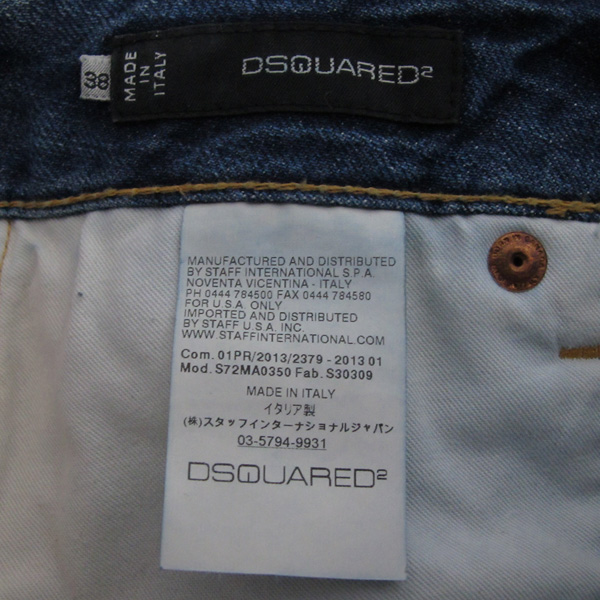 38
MADE
IN
ITALY
DSQUARED²
MANUFACTURED AND DISTRIBUTED
BY STAFF INTERNATIONAL S.P.A.
NOVENTA VICENTINA - ITALY
PH 0444 784500 FAX 0444 784580
FOR U.S.A. ONLY
IMPORTED AND DISTRIBUTED
BY STAFF U.S.A. INC.
WWW.STAFFINTERNATIONAL.COM
Com. 01PR/2013/2379 - 2013 01
Mod. S72MA0350 Fab. S30309
MADE IN ITALY
イタリア製
(株)スタッフインターナショナルジャパン
03-5794-9931
DSQUARED²